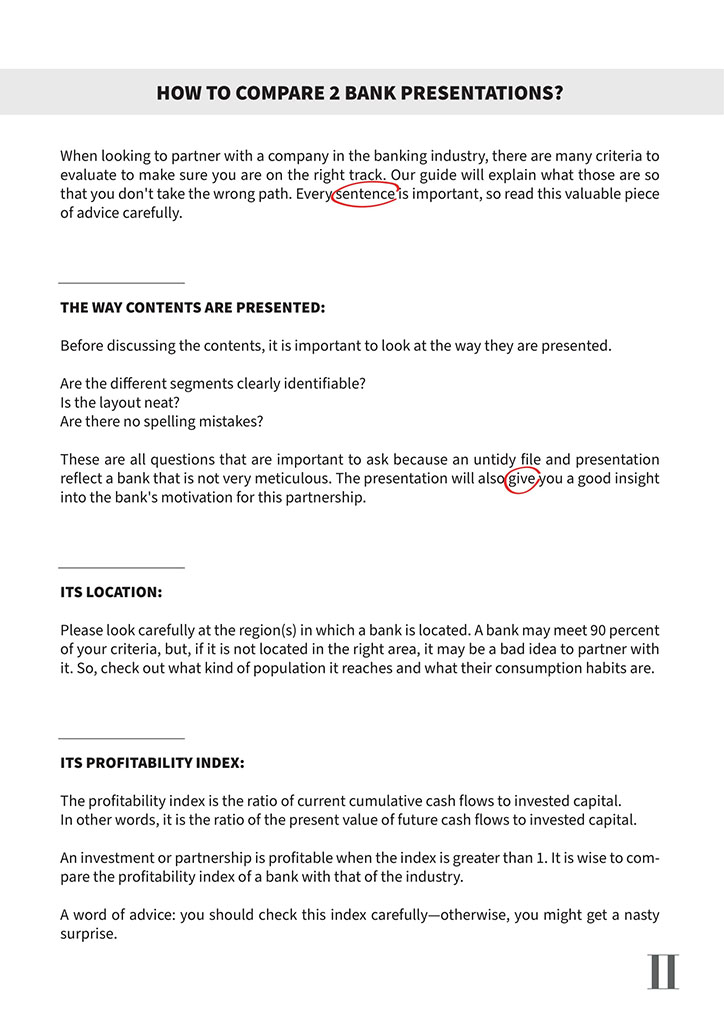 HOW TO COMPARE 2 BANK PRESENTATIONS?
When looking to partner with a company in the banking industry, there are many criteria to
evaluate to make sure you are on the right track. Our guide will explain what those are so
that you don't take the wrong path. Every sentence is important, so read this valuable piece
of advice carefully.
THE WAY CONTENTS ARE PRESENTED:
Before discussing the contents, it is important to look at the way they are presented.
Are the different segments clearly identifiable?
Is the layout neat?
Are there no spelling mistakes?
These are all questions that are important to ask because an untidy file and presentation
reflect a bank that is not very meticulous. The presentation will also give you a good insight
into the bank's motivation for this partnership.
ITS LOCATION:
Please look carefully at the region(s) in which a bank is located. A bank may meet 90 percent
of your criteria, but, if it is not located in the right area, it may be a bad idea to partner with
it. So, check out what kind of population it reaches and what their consumption habits are.
ITS PROFITABILITY INDEX:
The profitability index is the ratio of current cumulative cash flows to invested capital.
In other words, it is the ratio of the present value of future cash flows to invested capital.
An investment or partnership is profitable when the index is greater than 1. It is wise to com-
pare the profitability index of a bank with that of the industry.
A word of advice: you should check this index carefully—otherwise, you might get a nasty
surprise.
II